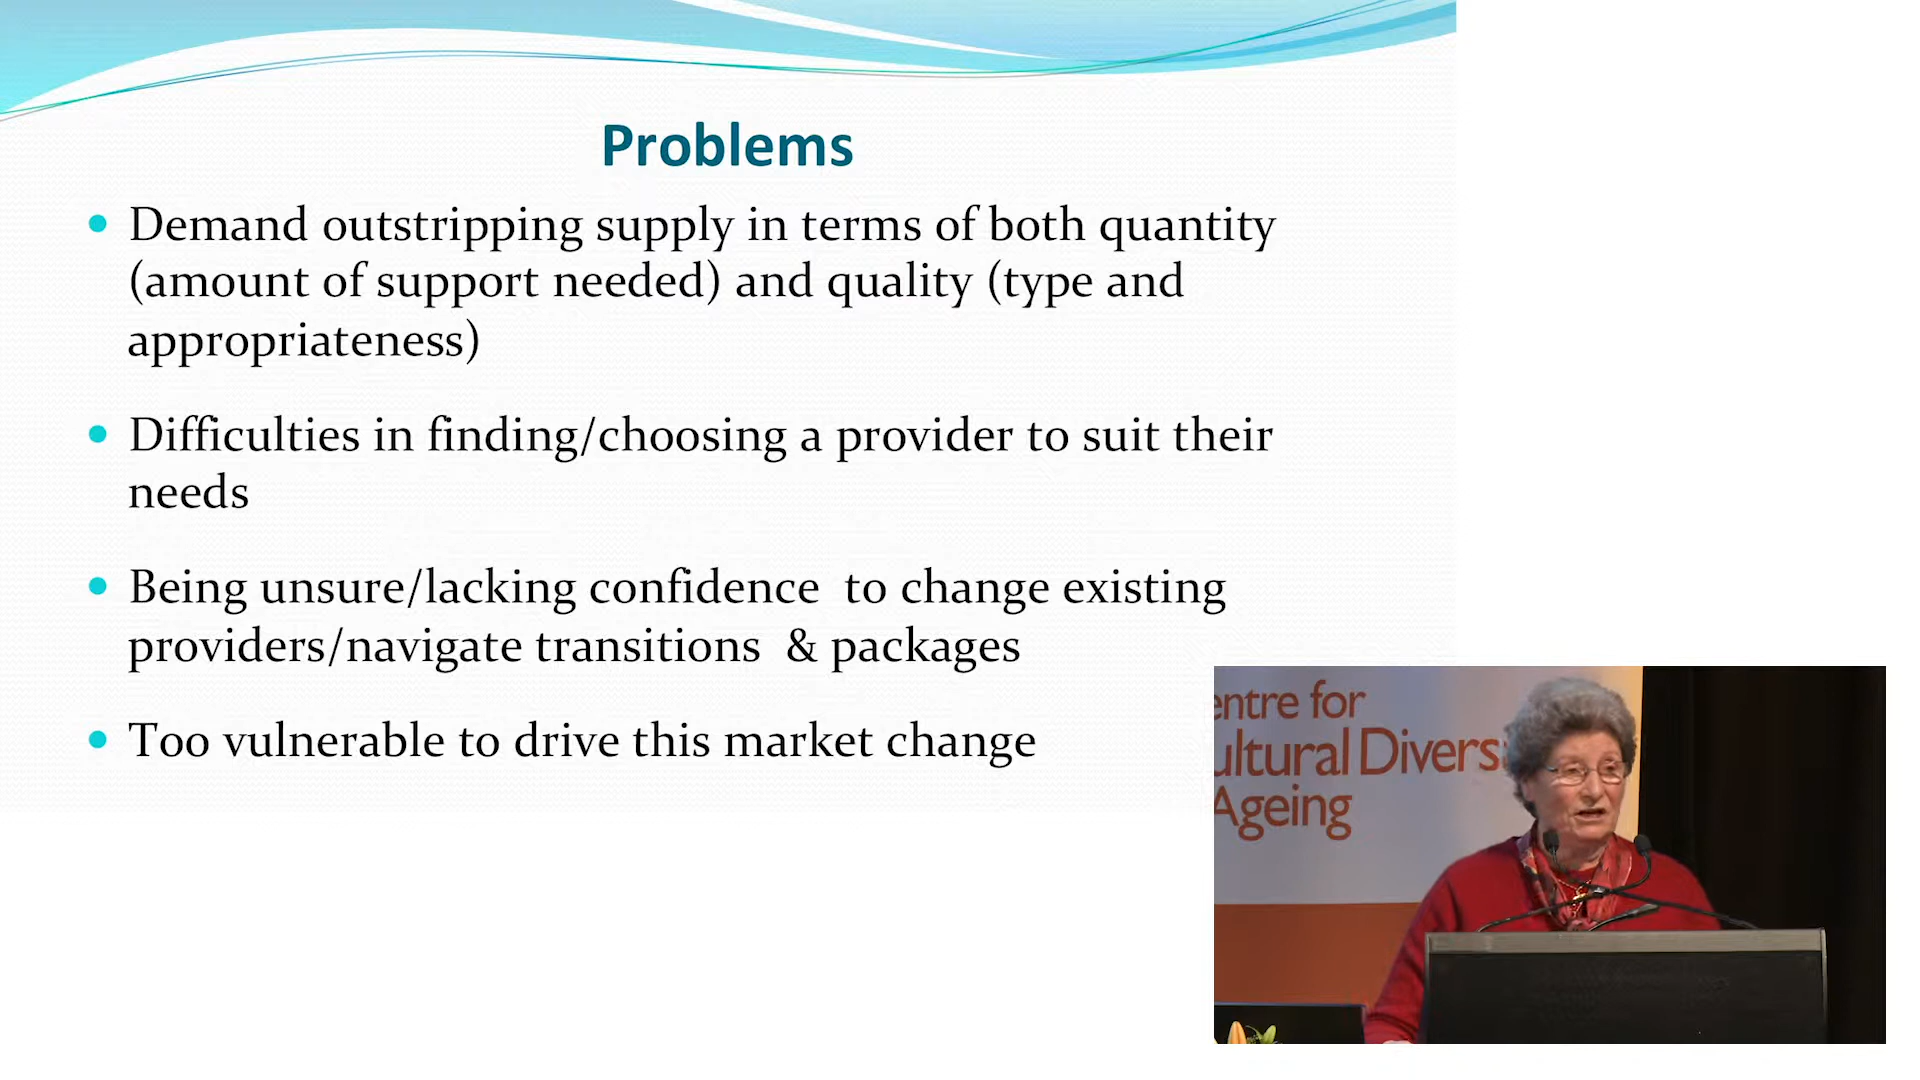 Problems
• Demand outstripping supply in terms of both quantity
(amount of support needed) and quality (type and
appropriateness)
• Difficulties in finding/choosing a provider to suit their
needs
• Being unsure/lacking confidence  to change existing
providers/navigate transitions  & packages
• Too vulnerable to drive this market change
entre for
ultural Divers
Ageing